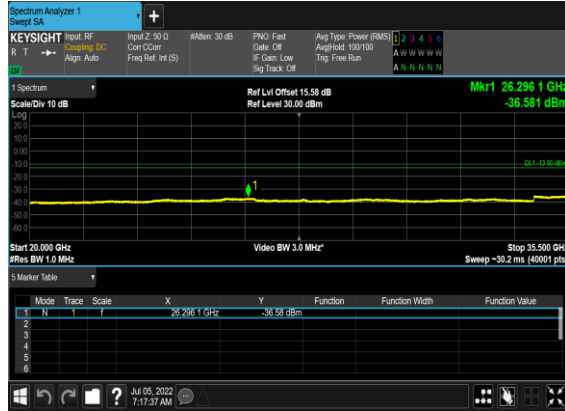 Spectrum Analyzer 1
Swept SA
+
KEYSIGHT Input: RF Input Z: 50 Ω #Atten: 30 dB PNO: Fast Avg Type: Power (RMS) 1 2 3 4 5 6
R T Coupling: DC Corr CCorr Gate: Off Avg|Hold: 100/100 A W W W W W
Align: Auto Freq Ref: Int (S) IF Gain: Low Trig: Free Run
LXI Sig Track: Off A N N N N N
1 Spectrum Ref Lvl Offset 15.58 dB Mkr1 26.296 1 GHz
Scale/Div 10 dB Ref Level 30.00 dBm -36.581 dBm
Log
20.0
10.0
0.00
-10.0 DL1 -13.00 dBm
-20.0
-30.0 1
-40.0
-50.0
-60.0
Start 20.000 GHz Video BW 3.0 MHz* Stop 35.500 GHz
#Res BW 1.0 MHz Sweep ~30.2 ms (40001 pts)
5 Marker Table
Mode Trace Scale X Y Function Function Width Function Value
1 N 1 f 26.296 1 GHz -36.58 dBm
2
3
4
5
6
? Jul 05, 2022
7:17:37 AM